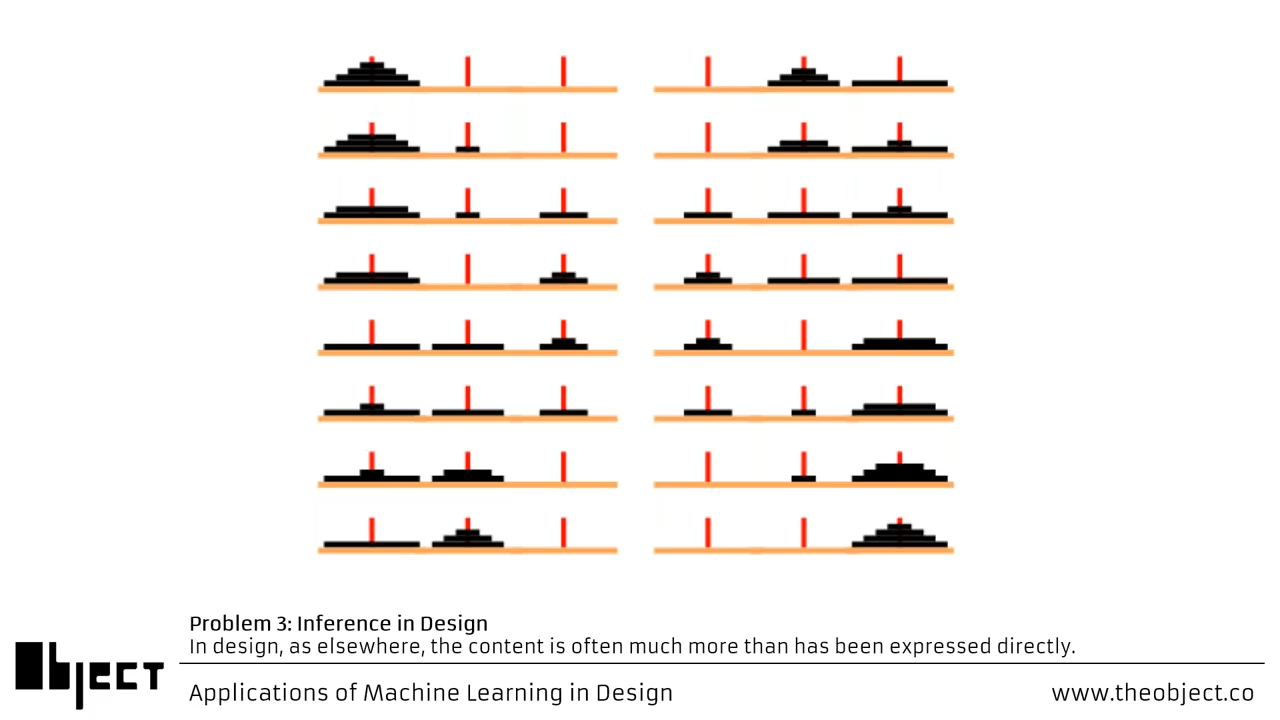 Problem 3: Inference in Design
In design, as elsewhere, the content is often much more than has been expressed directly.
Object
Applications of Machine Learning in Design
www.theobject.co